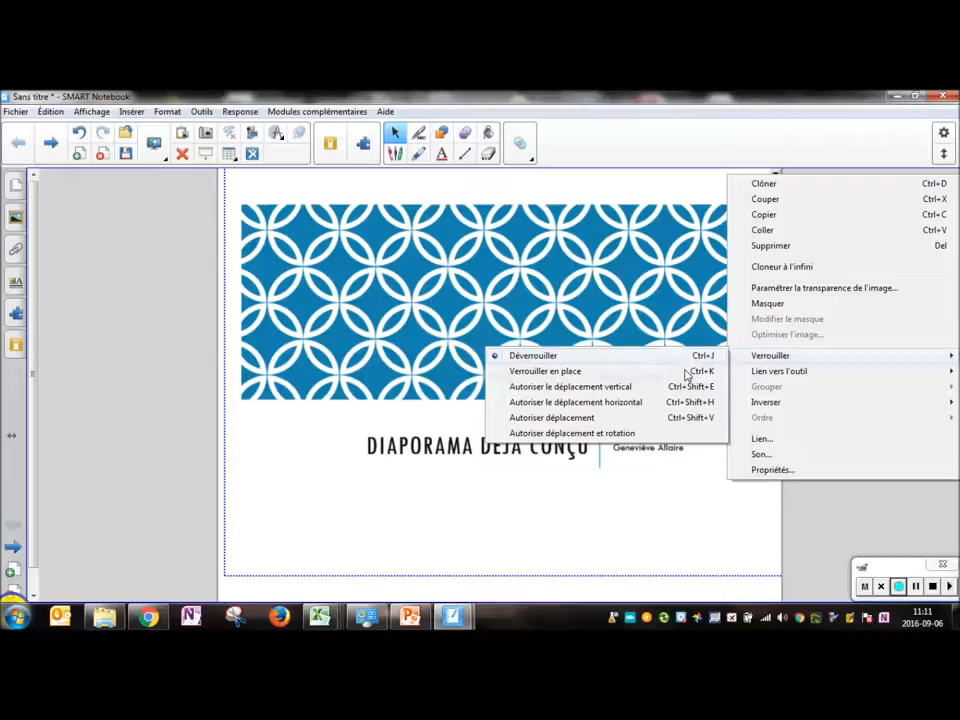 Sans titre * - SMART Notebook
Fichier Édition Affichage Insérer Format Outils Réponse Modules complémentaires Aide
Clôner Ctrl+D
Couper Ctrl+X
Copier Ctrl+C
Coller Ctrl+V
Supprimer Del
Cloneur à l'infini
Paramétrer la transparence de l'image...
Masquer
Modifier le masque
Optimiser l'image...
Verrouiller
Lien vers l'outil
Grouper
Inverser
Ordre
Lien...
Son...
Propriétés...
Déverrouiller Ctrl+J
Verrouiller en place Ctrl+K
Autoriser le déplacement vertical Ctrl+Shift+E
Autoriser le déplacement horizontal Ctrl+Shift+H
Autoriser déplacement Ctrl+Shift+V
Autoriser déplacement et rotation
DIAPORAMA DÉJÀ CONÇU
Geneviève Allaire
M
11:11
2016-09-06